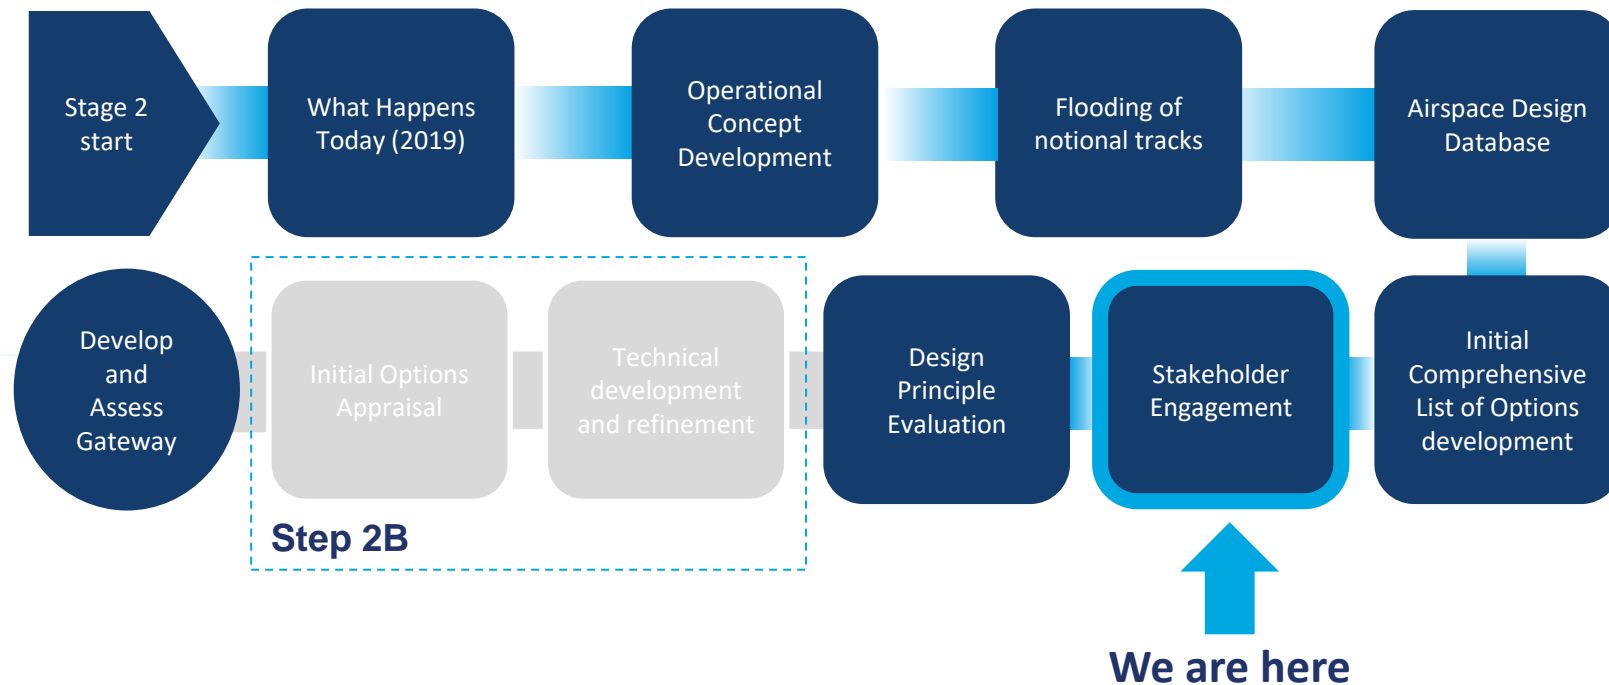 Stage 2
start
What Happens
Today (2019)
Operational
Concept
Development
Flooding of
notional tracks
Airspace Design
Database
Develop
and
Assess
Gateway
Initial Options
Appraisal
Technical
development
and refinement
Design
Principle
Evaluation
Stakeholder
Engagement
Initial
Comprehensive
List of Options
development
Step 2B
We are here